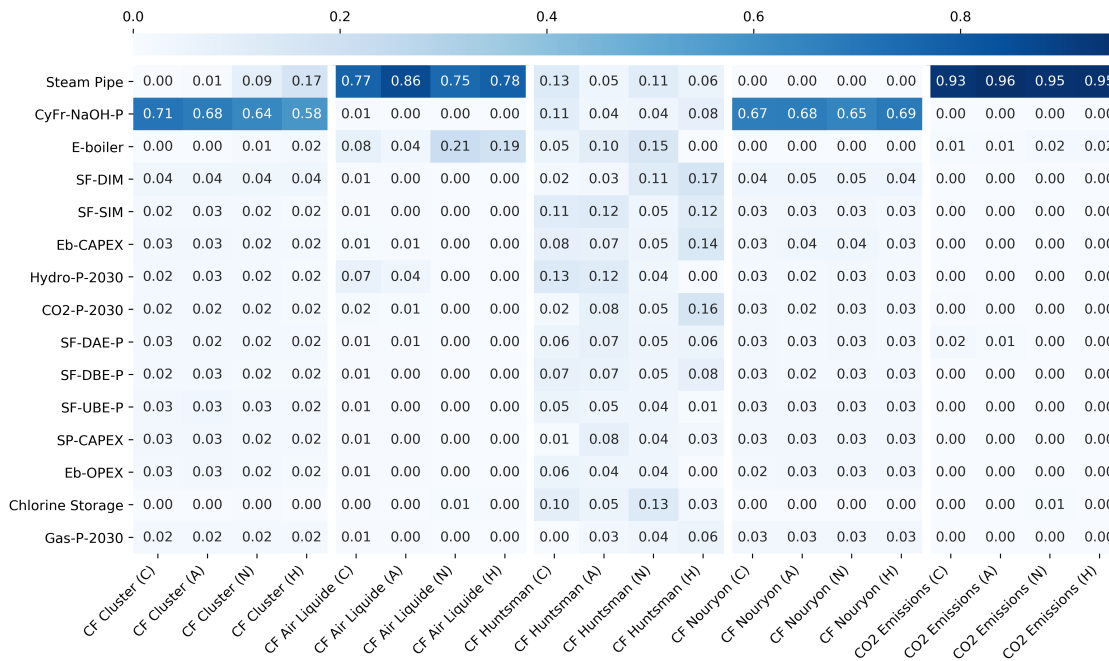 0.0 0.2 0.4 0.6 0.8
Steam Pipe 0.00 0.01 0.09 0.17 0.77 0.86 0.75 0.78 0.13 0.05 0.11 0.06 0.00 0.00 0.00 0.00 0.93 0.96 0.95 0.95
CyFr-NaOH-P 0.71 0.68 0.64 0.58 0.01 0.00 0.00 0.00 0.11 0.04 0.04 0.08 0.67 0.68 0.65 0.69 0.00 0.00 0.00 0.00
E-boiler 0.00 0.00 0.01 0.02 0.08 0.04 0.21 0.19 0.05 0.10 0.15 0.00 0.00 0.00 0.00 0.00 0.01 0.01 0.02 0.02
SF-DIM 0.04 0.04 0.04 0.04 0.01 0.00 0.00 0.00 0.02 0.03 0.11 0.17 0.04 0.05 0.05 0.04 0.00 0.00 0.00 0.00
SF-SIM 0.02 0.03 0.02 0.02 0.01 0.00 0.00 0.00 0.11 0.12 0.05 0.12 0.03 0.03 0.03 0.03 0.00 0.00 0.00 0.00
Eb-CAPEX 0.03 0.03 0.02 0.02 0.01 0.01 0.00 0.00 0.08 0.07 0.05 0.14 0.03 0.04 0.04 0.03 0.00 0.00 0.00 0.00
Hydro-P-2030 0.02 0.03 0.02 0.02 0.07 0.04 0.00 0.00 0.13 0.12 0.04 0.00 0.03 0.02 0.03 0.03 0.00 0.00 0.00 0.00
CO2-P-2030 0.02 0.02 0.02 0.02 0.02 0.01 0.00 0.00 0.02 0.08 0.05 0.16 0.03 0.02 0.03 0.03 0.00 0.00 0.00 0.00
SF-DAE-P 0.03 0.03 0.02 0.02 0.01 0.01 0.00 0.00 0.06 0.07 0.05 0.06 0.03 0.03 0.03 0.03 0.02 0.01 0.00 0.00
SF-DBE-P 0.02 0.03 0.02 0.02 0.01 0.00 0.00 0.00 0.07 0.07 0.05 0.08 0.03 0.02 0.03 0.03 0.00 0.00 0.00 0.00
SF-UBE-P 0.03 0.03 0.03 0.02 0.01 0.00 0.00 0.00 0.05 0.05 0.04 0.01 0.03 0.03 0.03 0.03 0.00 0.00 0.00 0.00
SP-CAPEX 0.03 0.03 0.02 0.02 0.01 0.00 0.00 0.00 0.01 0.08 0.04 0.03 0.03 0.03 0.03 0.03 0.00 0.00 0.00 0.00
Eb-OPEX 0.03 0.03 0.02 0.02 0.01 0.00 0.00 0.00 0.06 0.04 0.04 0.00 0.02 0.03 0.03 0.03 0.00 0.00 0.00 0.00
Chlorine Storage 0.00 0.00 0.00 0.00 0.00 0.00 0.01 0.00 0.10 0.05 0.13 0.03 0.00 0.00 0.00 0.00 0.00 0.00 0.01 0.00
Gas-P-2030 0.02 0.02 0.02 0.02 0.01 0.00 0.00 0.00 0.00 0.03 0.04 0.06 0.03 0.03 0.03 0.03 0.00 0.00 0.00 0.00
CF Cluster (C)
CF Cluster (A)
CF Cluster (N)
CF Cluster (H)
CF Air Liquide (C)
CF Air Liquide (A)
CF Air Liquide (N)
CF Air Liquide (H)
CF Huntsman (C)
CF Huntsman (A)
CF Huntsman (N)
CF Huntsman (H)
CF Nouryon (C)
CF Nouryon (A)
CF Nouryon (N)
CF Nouryon (H)
CO2 Emissions (C)
CO2 Emissions (A)
CO2 Emissions (N)
CO2 Emissions (H)